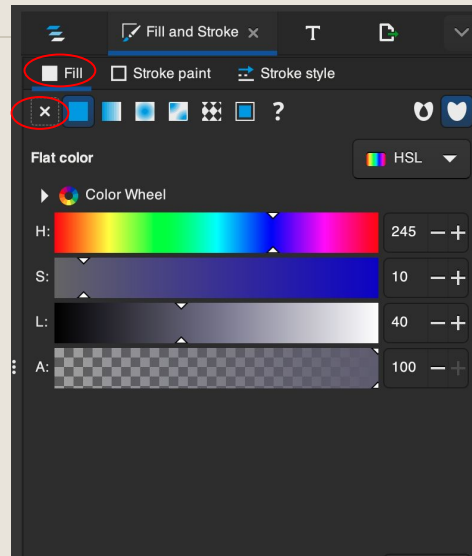 Fill and Stroke
Fill Stroke paint Stroke style
?
Flat color HSL
Color Wheel
H: 245
S: 10
L: 40
A: 100